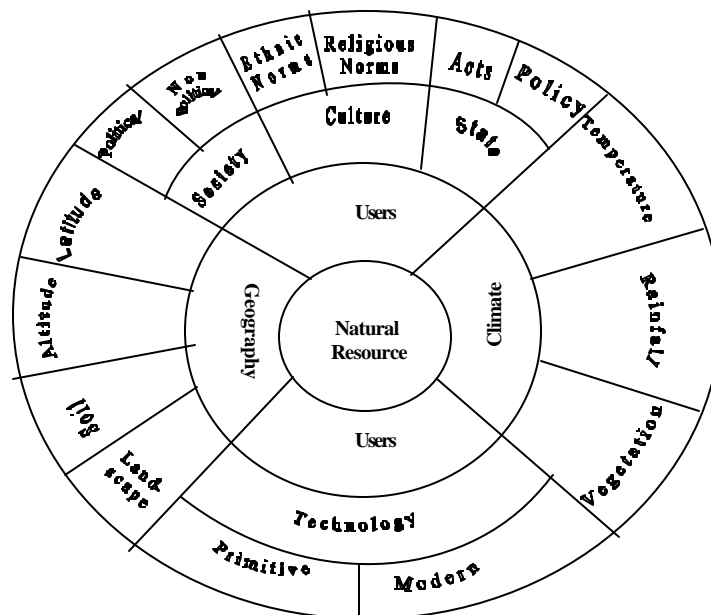 Political
Non
political
Ethnic
Norms
Religious
Norms
Acts
Policy
Society
Culture
State
Temperature
Latitude
Users
Rainfall
Altitude
Geography
Natural
Resource
Climate
Soil
Users
Vegetation
Land-
scape
Technology
Primitive
Modern